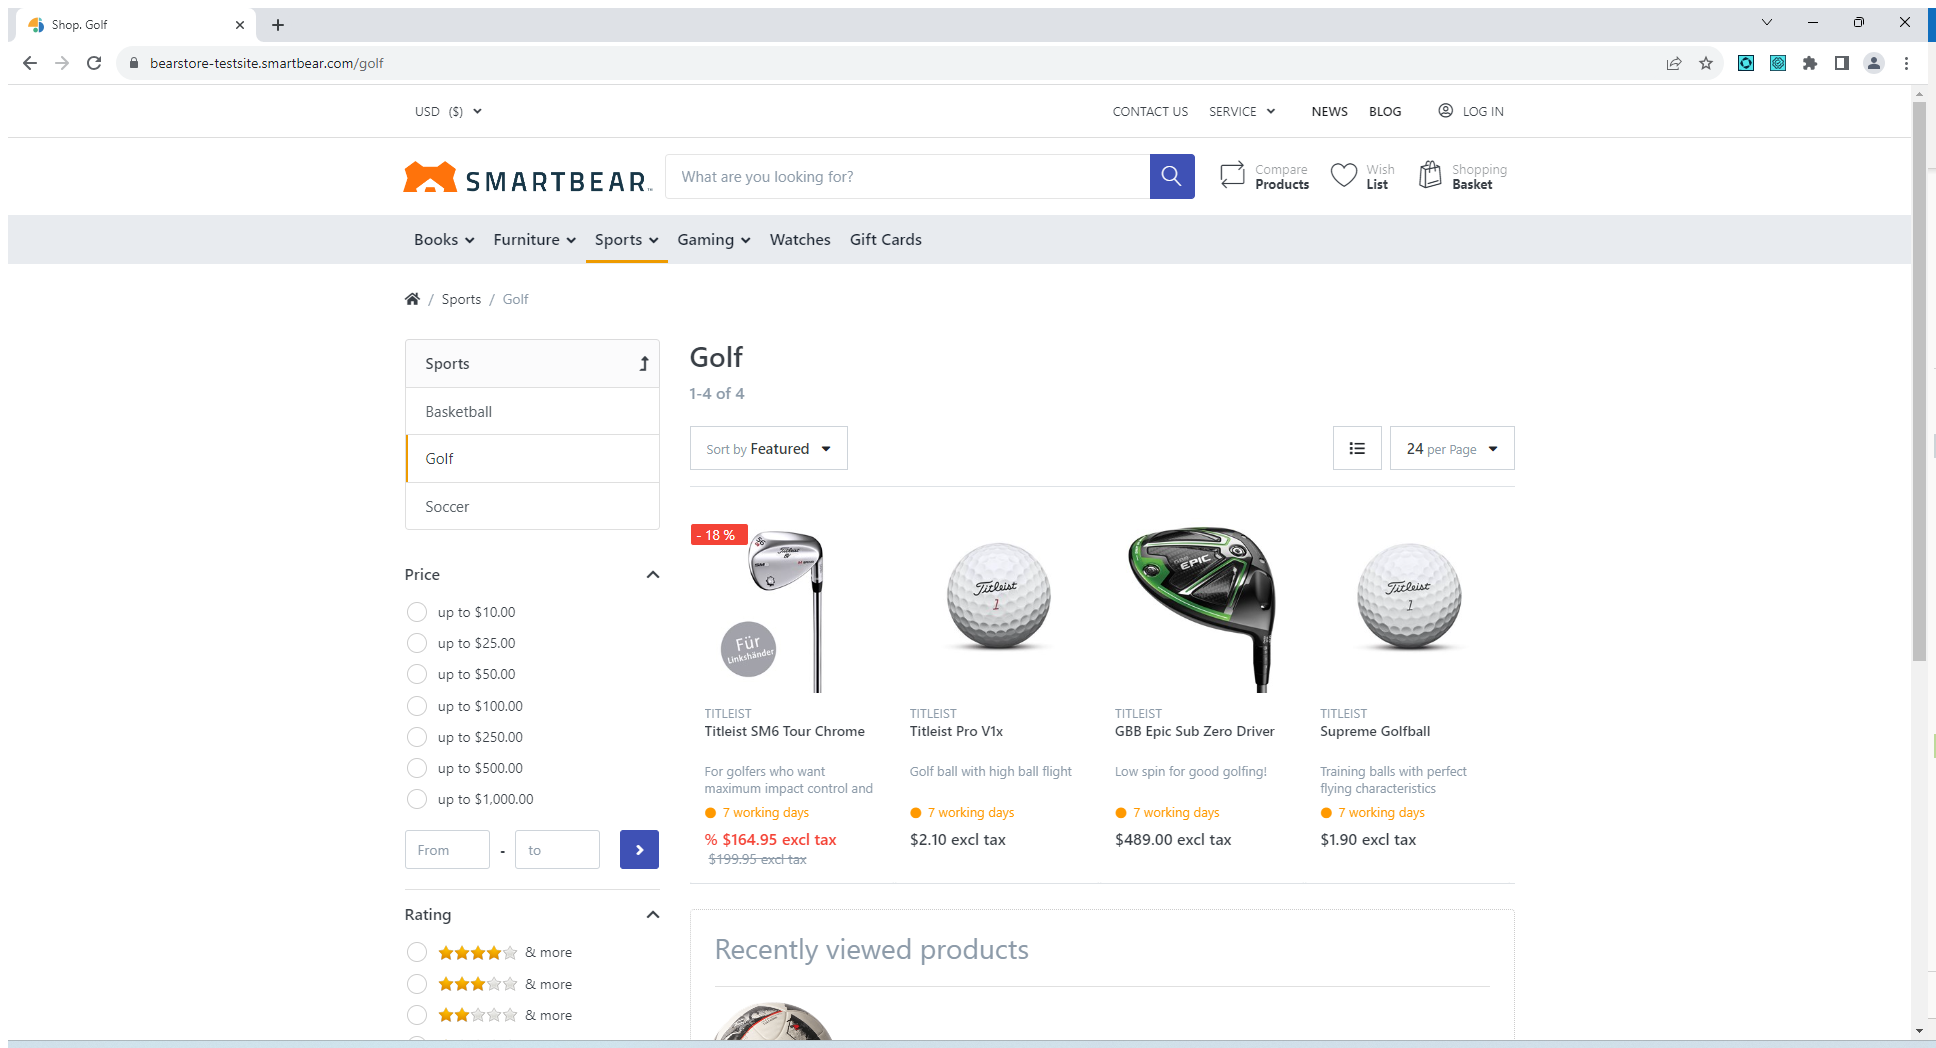 Shop. Golf
bearstore-testsite.smartbear.com/golf
USD ($)
CONTACT US SERVICE NEWS BLOG LOG IN
SMARTBEAR
What are you looking for?
Compare Products
Wish List
Shopping Basket
Books Furniture Sports Gaming Watches Gift Cards
/ Sports / Golf
Sports
Basketball
Golf
Soccer
Price
up to $10.00
up to $25.00
up to $50.00
up to $100.00
up to $250.00
up to $500.00
up to $1,000.00
From - to
Rating
& more
& more
& more
Golf
1-4 of 4
Sort by Featured
24 per Page
- 18 %
Titleist
Für
Linkshänder
TITLEIST
Titleist SM6 Tour Chrome
For golfers who want
maximum impact control and
7 working days
% $164.95 excl tax
$199.95 excl tax
Titleist
1
TITLEIST
Titleist Pro V1x
Golf ball with high ball flight
7 working days
$2.10 excl tax
EPIC
TITLEIST
GBB Epic Sub Zero Driver
Low spin for good golfing!
7 working days
$489.00 excl tax
Titleist
1
TITLEIST
Supreme Golfball
Training balls with perfect
flying characteristics
7 working days
$1.90 excl tax
Recently viewed products